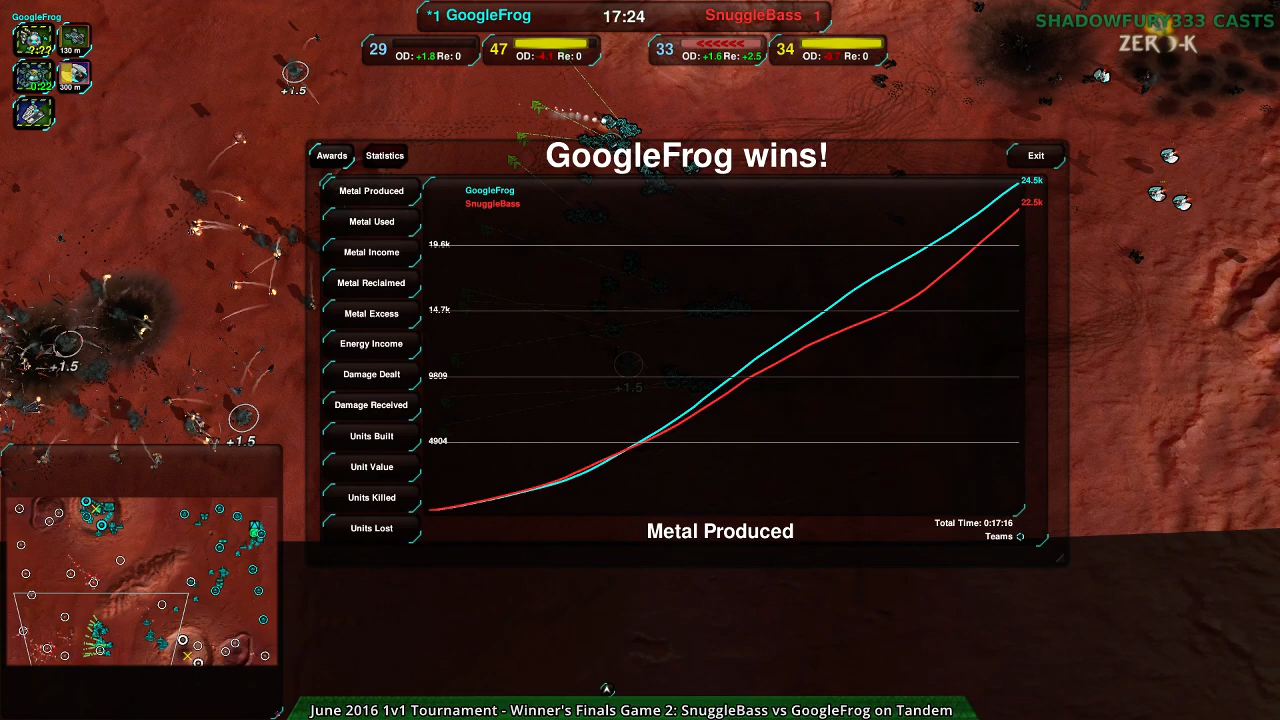 GoogleFrog
?:??
130 m
0:22
300 m
*1 GoogleFrog 17:24 SnuggleBass 1
29 OD: +1.8 Re: 0 47 OD: -4.1 Re: 0 33 OD: +1.6 Re: +2.5 34 Re: 0
SHADOWFURY333 CASTS
ZERO-K
+1.5
Awards Statistics GoogleFrog wins! Exit
Metal Produced
Metal Used
Metal Income
Metal Reclaimed
Metal Excess
Energy Income
Damage Dealt
Damage Received
Units Built
Unit Value
Units Killed
Units Lost
GoogleFrog
SnuggleBass
24.5k
22.5k
19.6k
14.7k
9809
4904
+1.5
+1.5
+1.5
Metal Produced
Total Time: 0:17:16
Teams
June 2016 1v1 Tournament - Winner's Finals Game 2: SnuggleBass vs GoogleFrog on Tandem